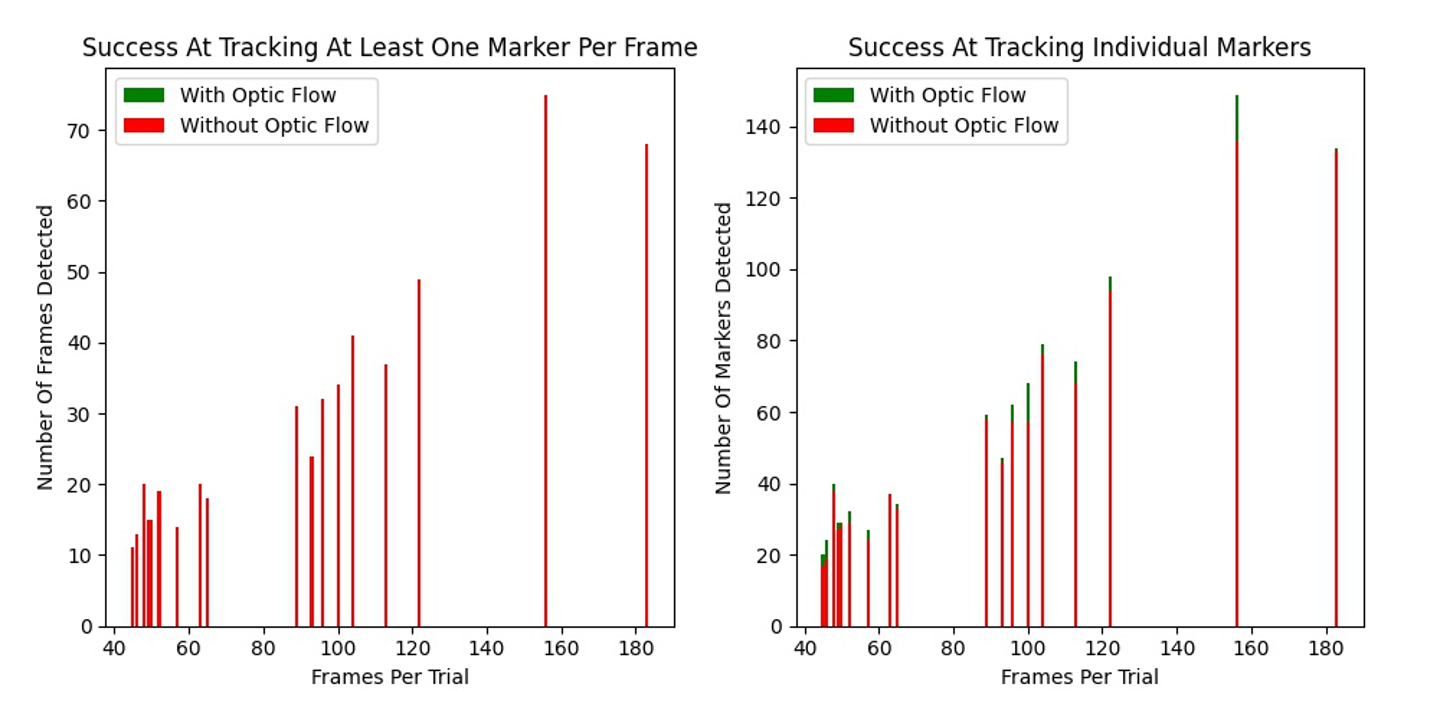 Success At Tracking At Least One Marker Per Frame
With Optic Flow
Without Optic Flow
Number Of Frames Detected
70
60
50
40
30
20
10
0
40 60 80 100 120 140 160 180
Frames Per Trial
Success At Tracking Individual Markers
With Optic Flow
Without Optic Flow
Number Of Markers Detected
140
120
100
80
60
40
20
0
40 60 80 100 120 140 160 180
Frames Per Trial